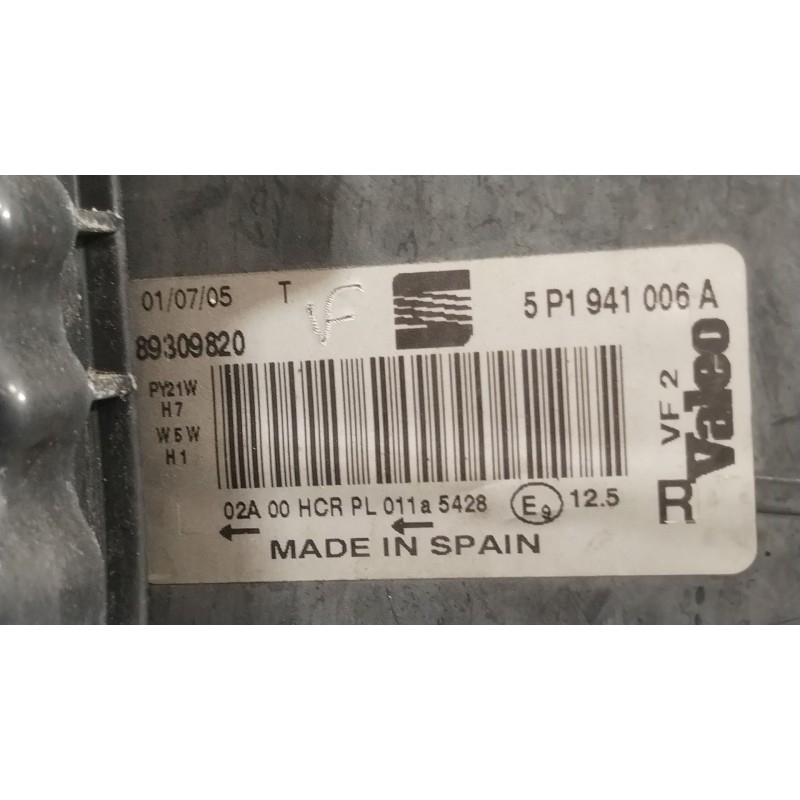 01/07/05 T VF 5 P1 941 006 A
89309820
PY21W
H7
W5W
H1
02A 00 HCR PL 011a 5428 E9 12.5
MADE IN SPAIN
VF 2
R Valeo